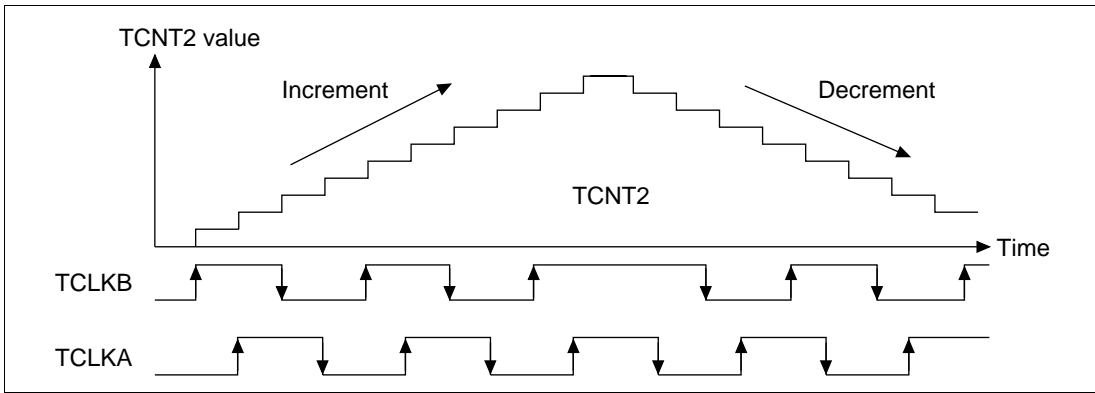 TCNT2 value
Increment
Decrement
TCNT2
Time
TCLKB
TCLKA